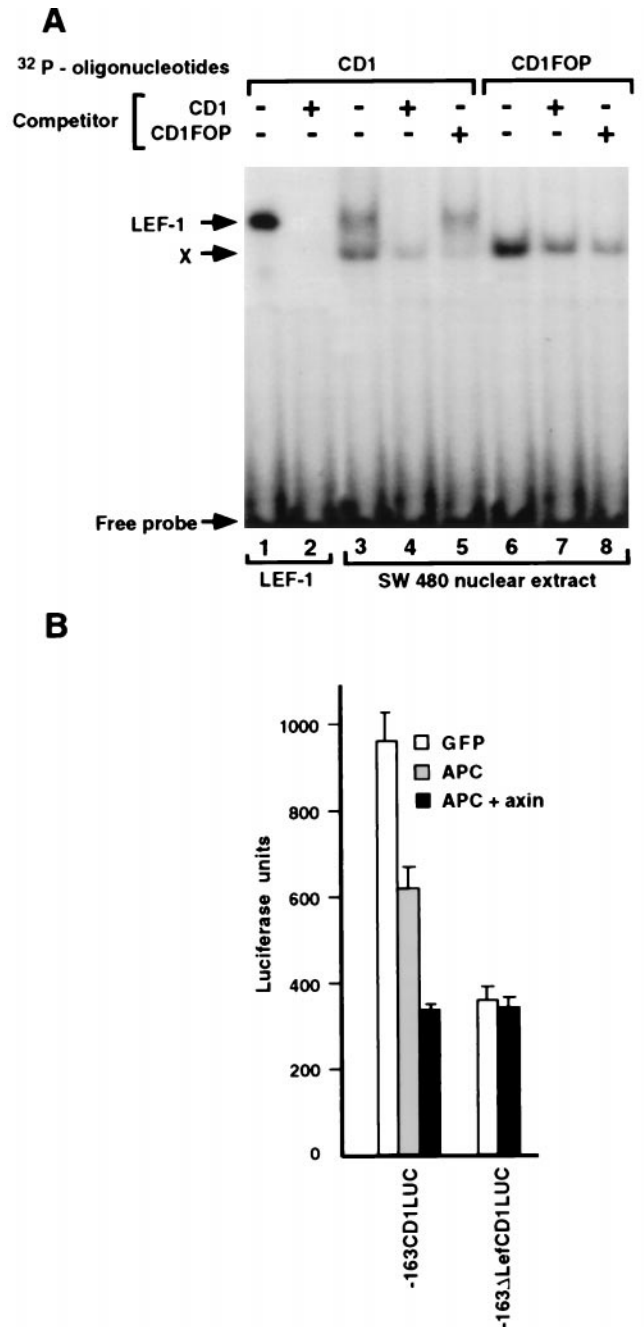 A
32 P - oligonucleotides CD1 CD1FOP
Competitor
CD1 - + - + - - + -
CD1FOP - - - - + - - +
LEF-1
X
Free probe
1 2 3 4 5 6 7 8
LEF-1 SW 480 nuclear extract
B
Luciferase units
1000
800
600
400
200
0
GFP
APC
APC + axin
-163CD1LUC
-163ΔLefCD1LUC